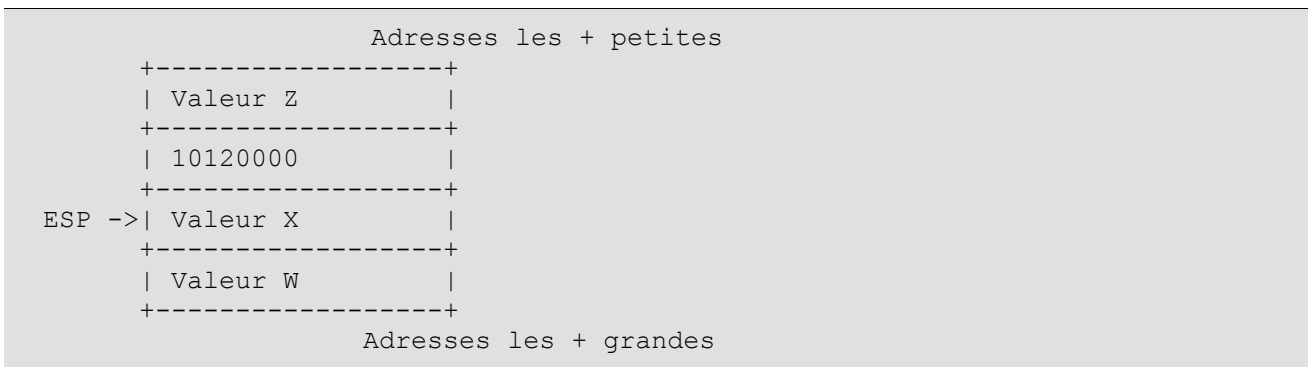 Adresses les + petites
+------------------+
| Valeur Z         |
+------------------+
| 10120000         |
+------------------+
ESP ->| Valeur X         |
+------------------+
| Valeur W         |
+------------------+
Adresses les + grandes